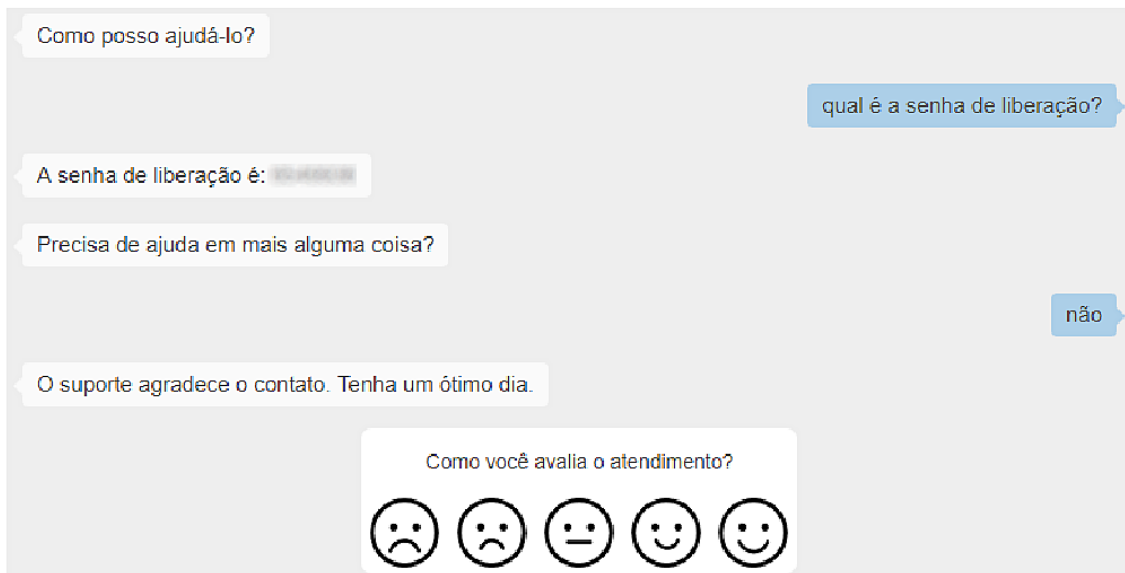 Como posso ajudá-lo?
qual é a senha de liberação?
A senha de liberação é:
Precisa de ajuda em mais alguma coisa?
não
O suporte agradece o contato. Tenha um ótimo dia.
Como você avalia o atendimento?